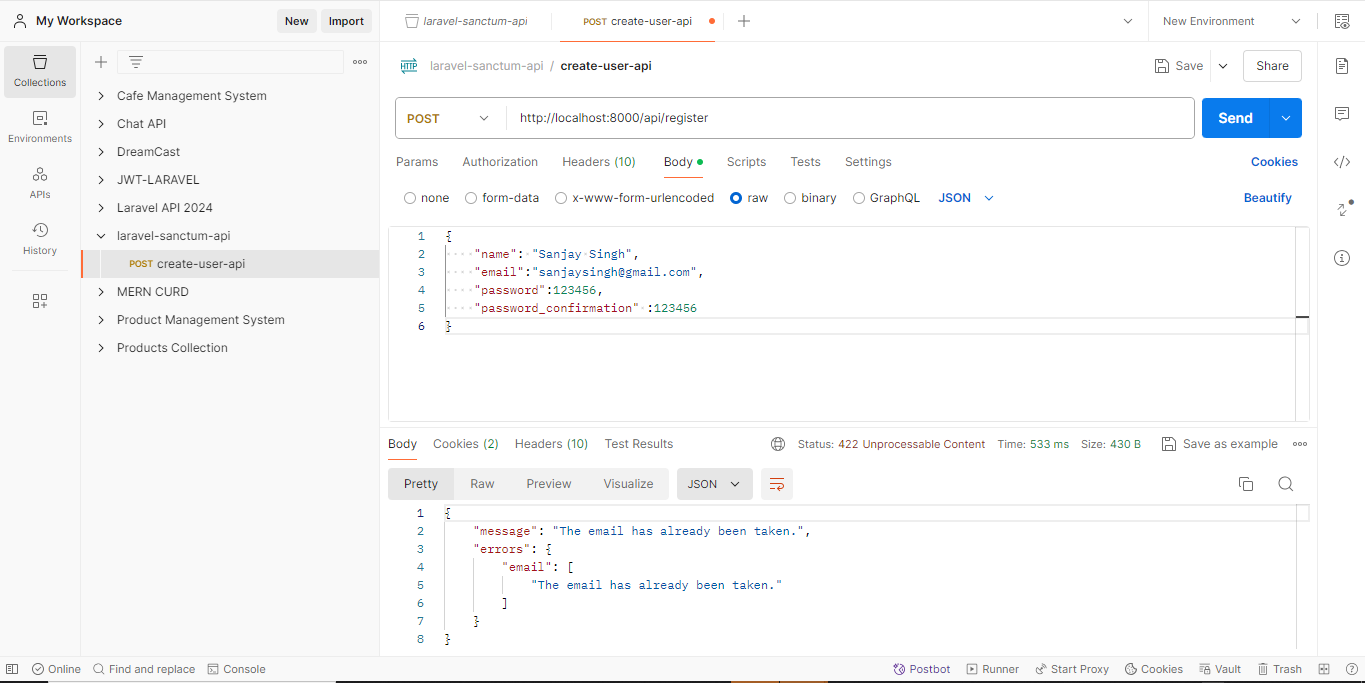 My Workspace New Import laravel-sanctum-api POST create-user-api New Environment
Collections
Environments
APIs
History
Cafe Management System
Chat API
DreamCast
JWT-LARAVEL
Laravel API 2024
laravel-sanctum-api
POST create-user-api
MERN CURD
Product Management System
Products Collection
HTTP laravel-sanctum-api / create-user-api Save Share
POST http://localhost:8000/api/register Send
Params Authorization Headers (10) Body Scripts Tests Settings Cookies
none form-data x-www-form-urlencoded raw binary GraphQL JSON Beautify
1 {
2 "name": "Sanjay Singh",
3 "email":"sanjaysingh@gmail.com",
4 "password":123456,
5 "password_confirmation" :123456
6 }
Body Cookies (2) Headers (10) Test Results Status: 422 Unprocessable Content Time: 533 ms Size: 430 B Save as example
Pretty Raw Preview Visualize JSON
1 {
2 "message": "The email has already been taken.",
3 "errors": {
4 "email": [
5 "The email has already been taken."
6 ]
7 }
8 }
Online Find and replace Console Postbot Runner Start Proxy Cookies Vault Trash